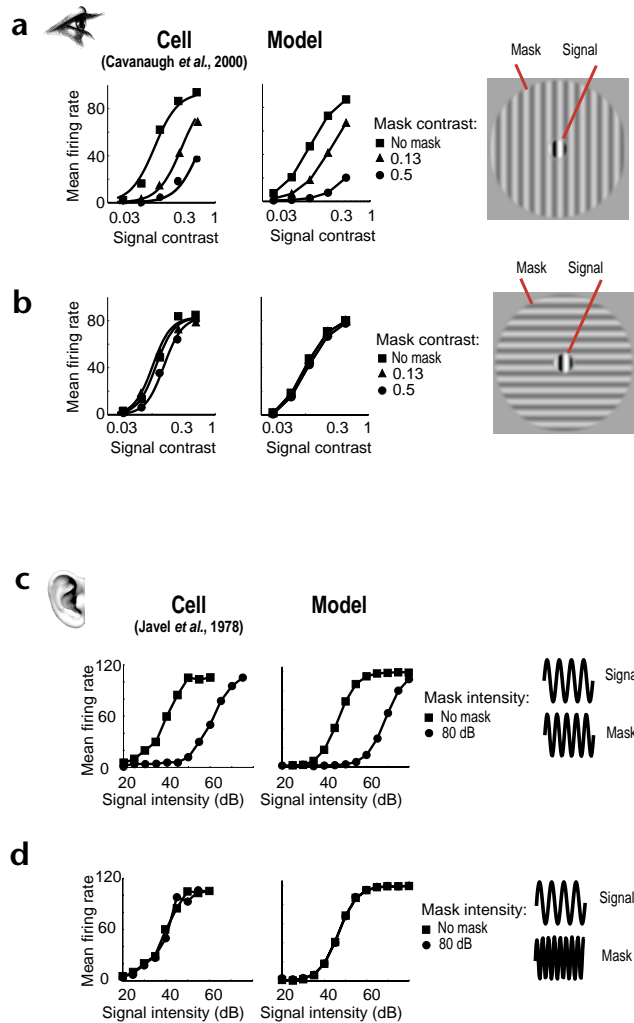 a
Cell
Model
(Cavanaugh et al., 2000)
Mask Signal
Mean firing rate
80
40
0
0.03 0.3 1
Signal contrast
0.03 0.3 1
Signal contrast
Mask contrast:
No mask
0.13
0.5
b
Mask Signal
Mean firing rate
80
40
0
0.03 0.3 1
Signal contrast
0.03 0.3 1
Signal contrast
Mask contrast:
No mask
0.13
0.5
c
Cell
Model
(Javel et al., 1978)
Mean firing rate
120
60
0
20 40 60
Signal intensity (dB)
20 40 60
Signal intensity (dB)
Mask intensity:
No mask
80 dB
Signa
Mask
d
Mean firing rate
120
60
0
20 40 60
Signal intensity (dB)
20 40 60
Signal intensity (dB)
Mask intensity:
No mask
80 dB
Signal
Mask